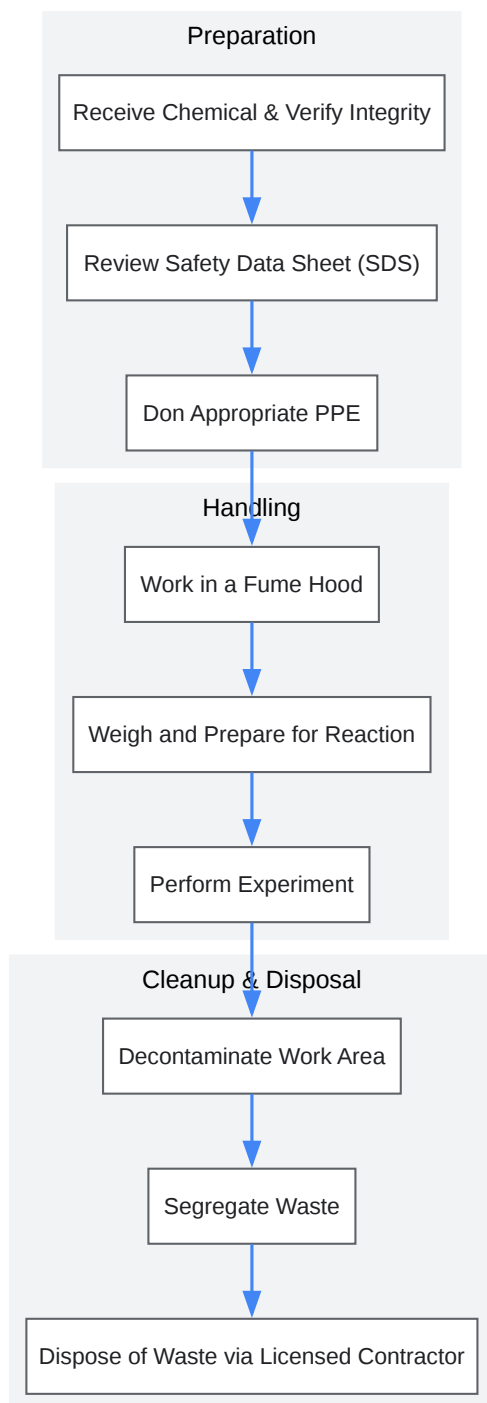 Preparation
Receive Chemical & Verify Integrity
Review Safety Data Sheet (SDS)
Don Appropriate PPE
Handling
Work in a Fume Hood
Weigh and Prepare for Reaction
Perform Experiment
Cleanup & Disposal
Decontaminate Work Area
Segregate Waste
Dispose of Waste via Licensed Contractor